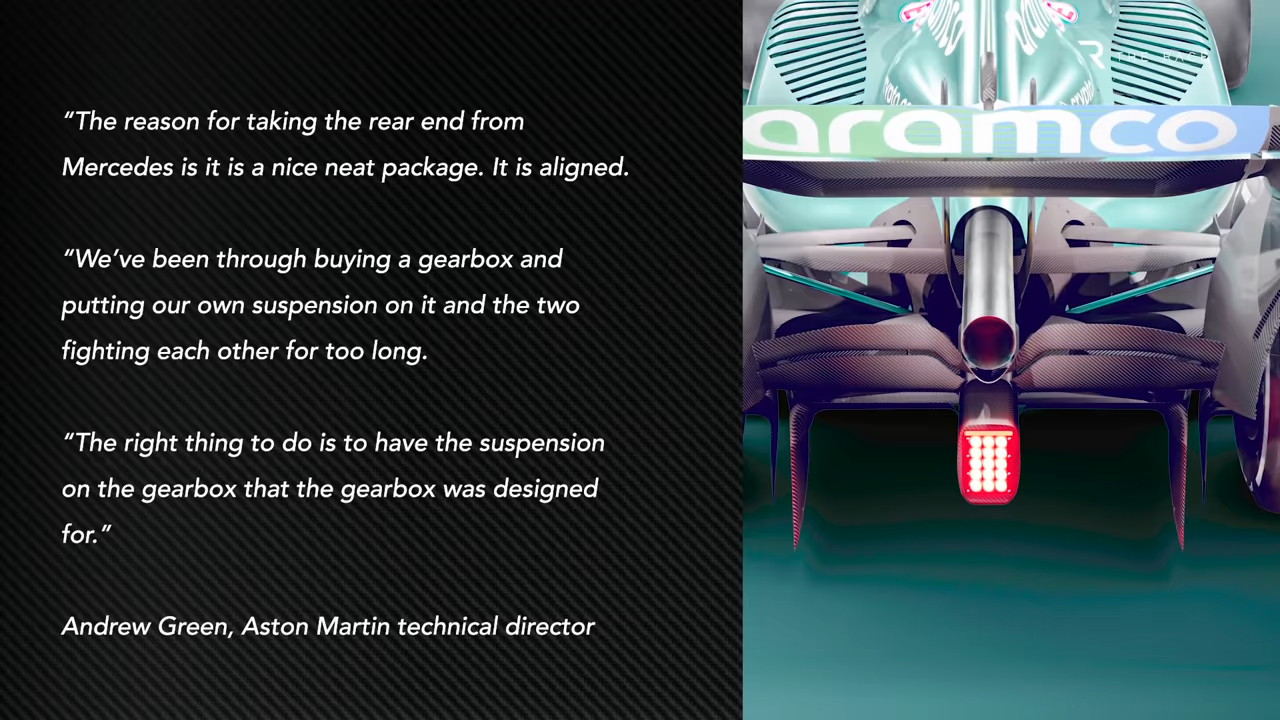 “The reason for taking the rear end from
Mercedes is it is a nice neat package. It is aligned.
“We’ve been through buying a gearbox and
putting our own suspension on it and the two
fighting each other for too long.
“The right thing to do is to have the suspension
on the gearbox that the gearbox was designed
for.”
Andrew Green, Aston Martin technical director
THE RACE
aramco